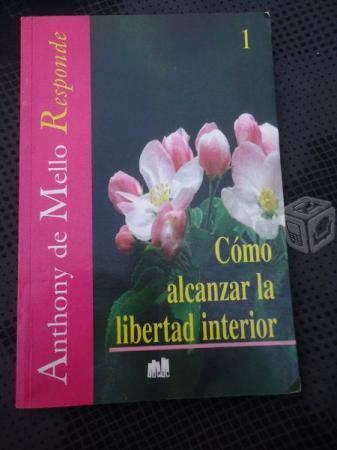 Anthony de Mello Responde
1
Cómo
alcanzar la
libertad interior